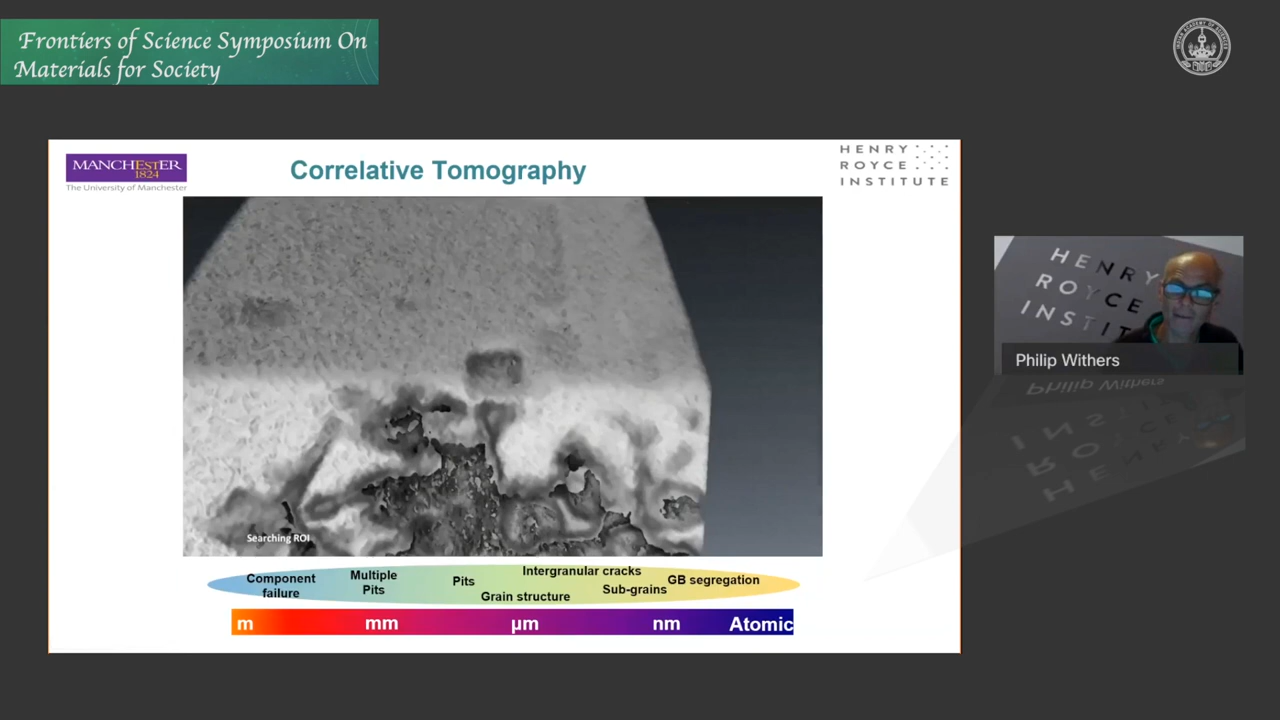 Frontiers of Science Symposium On
Materials for Society
MANCHESTER
1824
The University of Manchester
Correlative Tomography
HENRY
ROYCE
INSTITUTE
Searching ROI
Component
failure
Multiple
Pits
Pits
Intergranular cracks
Grain structure
Sub-grains
GB segregation
m
mm
µm
nm
Atomic
HENRY
ROYCE
INSTIT
Philip Withers